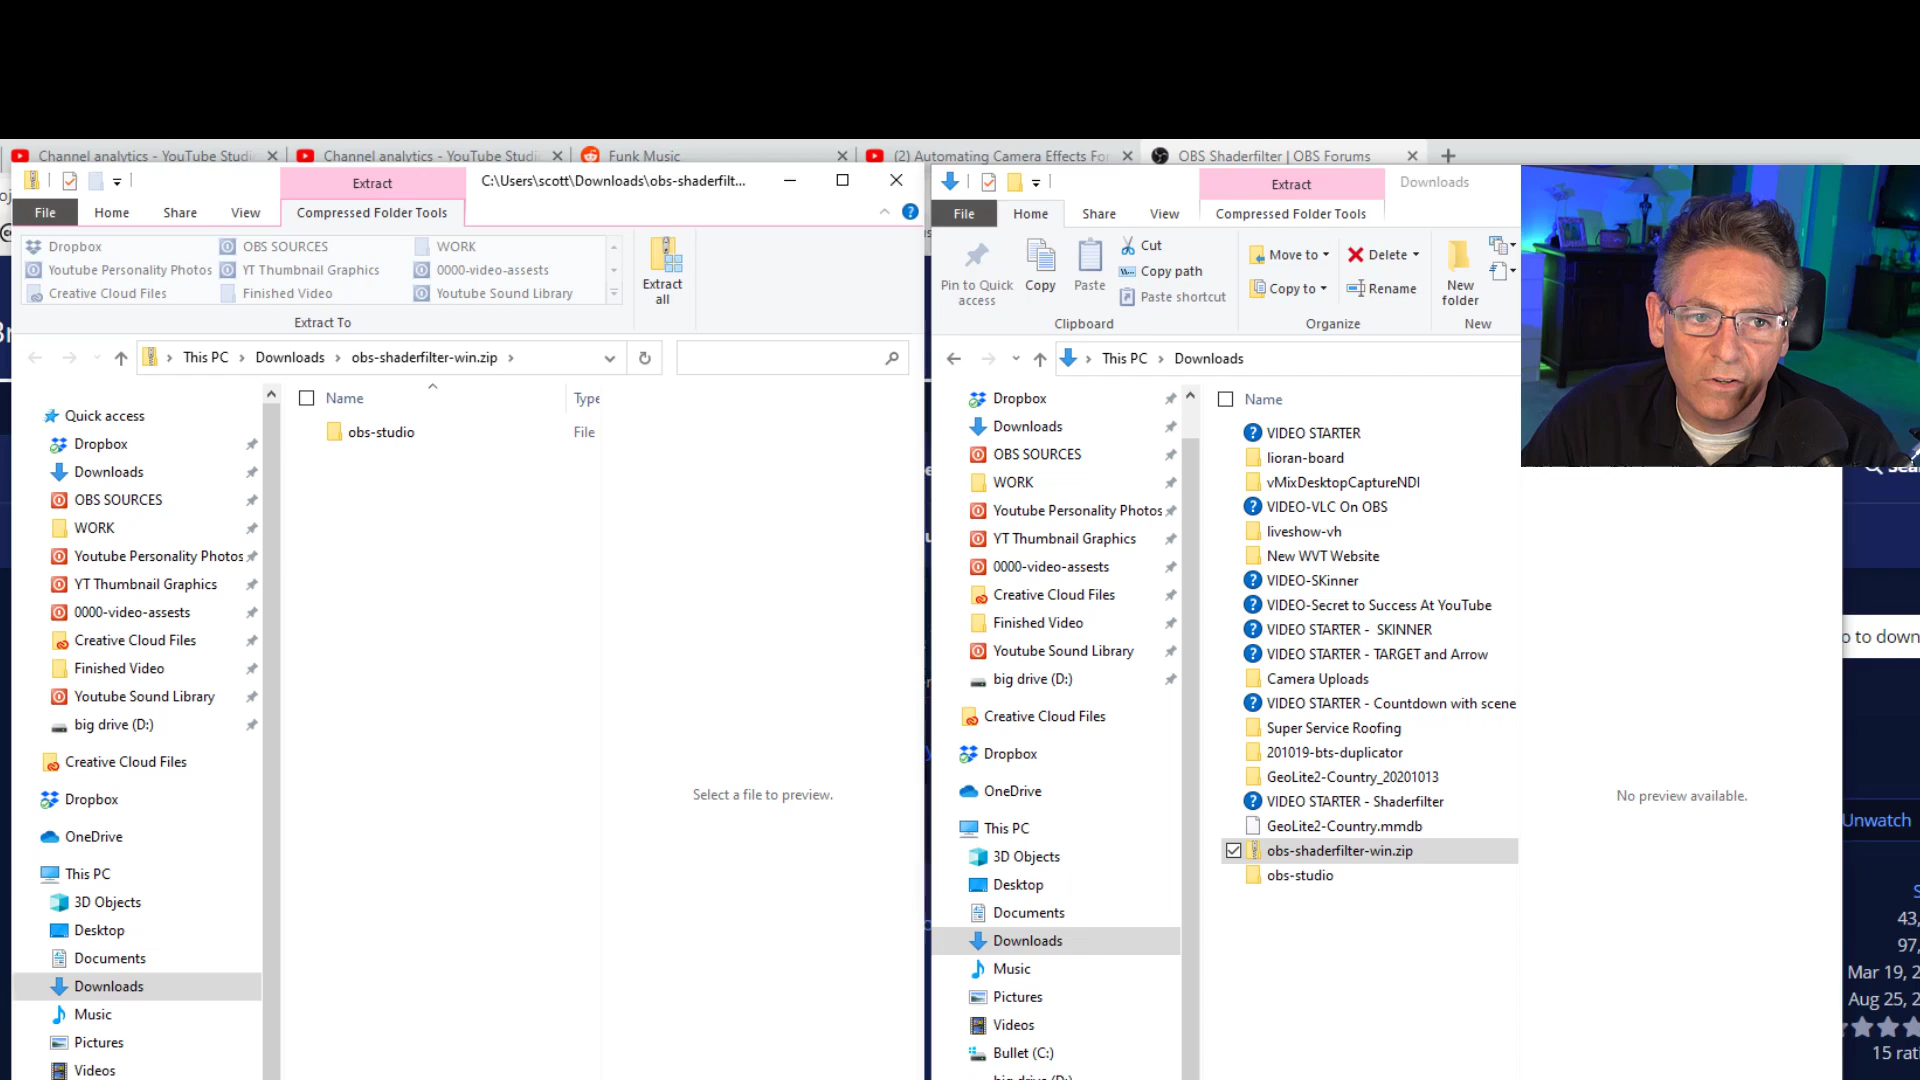 Channel analytics - YouTube Studi
Channel analytics - YouTube Studi
Funk Music
(2) Automating Camera Effects Fo
OBS Shaderfilter | OBS Forums
Extract
C:\Users\scott\Downloads\obs-shaderfilt...
File
Home
Share
View
Compressed Folder Tools
Dropbox
OBS SOURCES
WORK
Youtube Personality Photos
YT Thumbnail Graphics
0000-video-assests
Creative Cloud Files
Finished Video
Youtube Sound Library
Extract
all
Extract To
This PC > Downloads > obs-shaderfilter-win.zip >
Quick access
Dropbox
Downloads
OBS SOURCES
WORK
Youtube Personality Photos
YT Thumbnail Graphics
0000-video-assests
Creative Cloud Files
Finished Video
Youtube Sound Library
big drive (D:)
Creative Cloud Files
Dropbox
OneDrive
This PC
3D Objects
Desktop
Documents
Downloads
Music
Pictures
Videos
Name
Type
obs-studio
File
Select a file to preview.
Extract
Downloads
File
Home
Share
View
Compressed Folder Tools
Pin to Quick
access
Copy
Paste
Cut
Copy path
Paste shortcut
Clipboard
Move to
Copy to
Delete
Rename
Organize
New
folder
New
This PC > Downloads
Dropbox
Downloads
OBS SOURCES
WORK
Youtube Personality Photos
YT Thumbnail Graphics
0000-video-assests
Creative Cloud Files
Finished Video
Youtube Sound Library
big drive (D:)
Creative Cloud Files
Dropbox
OneDrive
This PC
3D Objects
Desktop
Documents
Downloads
Music
Pictures
Videos
Bullet (C:)
Name
VIDEO STARTER
lioran-board
vMixDesktopCaptureNDI
VIDEO-VLC On OBS
liveshow-vh
New WVT Website
VIDEO-SKinner
VIDEO-Secret to Success At YouTube
VIDEO STARTER - SKINNER
VIDEO STARTER - TARGET and Arrow
Camera Uploads
VIDEO STARTER - Countdown with scene
Super Service Roofing
201019-bts-duplicator
GeoLite2-Country_20201013
VIDEO STARTER - Shaderfilter
GeoLite2-Country.mmdb
obs-shaderfilter-win.zip
obs-studio
No preview available.
o to down
Unwatch
43,
97,
Mar 19, 2
Aug 25, 2
15 rati